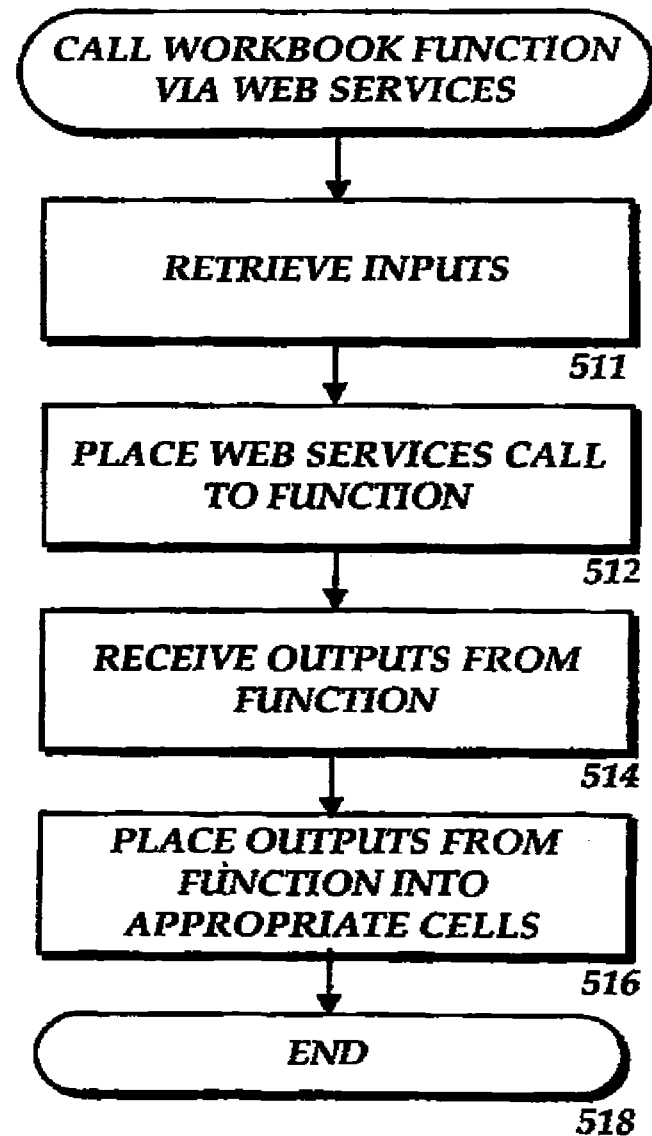 CALL WORKBOOK FUNCTION
VIA WEB SERVICES
RETRIEVE INPUTS
511
PLACE WEB SERVICES CALL
TO FUNCTION
512
RECEIVE OUTPUTS FROM
FUNCTION
514
PLACE OUTPUTS FROM
FUNCTION INTO
APPROPRIATE CELLS
516
END
518